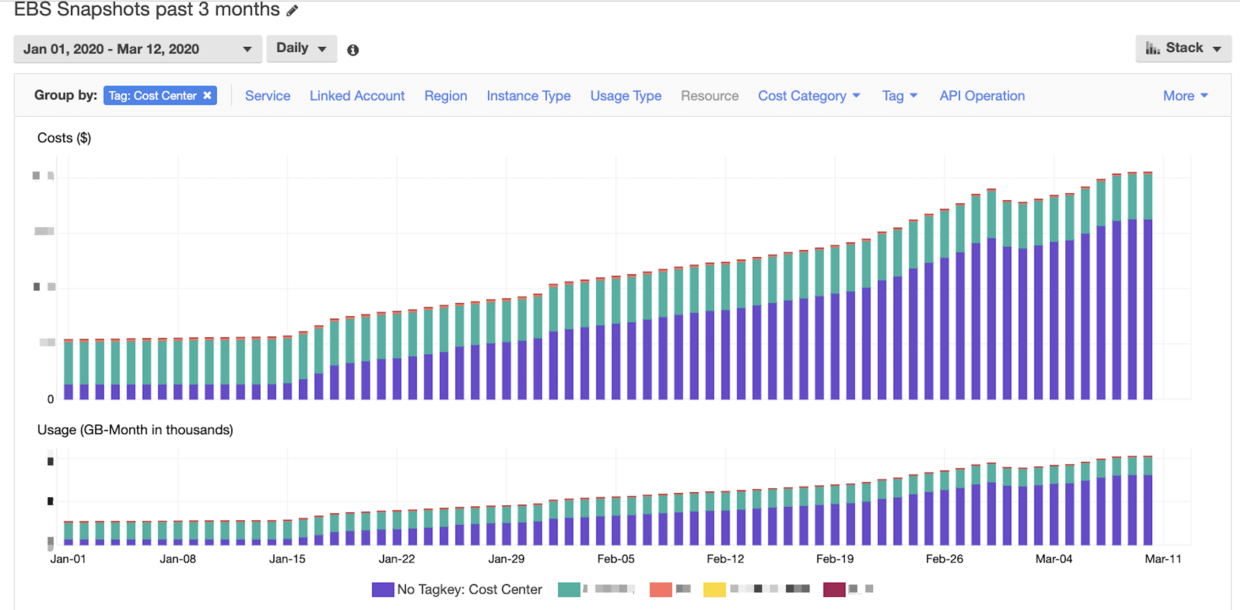 EBS Snapshots past 3 months
Jan 01, 2020 - Mar 12, 2020 Daily Stack
Group by: Tag: Cost Center × Service Linked Account Region Instance Type Usage Type Resource Cost Category Tag API Operation More
Costs ($)
0
Usage (GB-Month in thousands)
Jan-01 Jan-08 Jan-15 Jan-22 Jan-29 Feb-05 Feb-12 Feb-19 Feb-26 Mar-04 Mar-11
No Tagkey: Cost Center